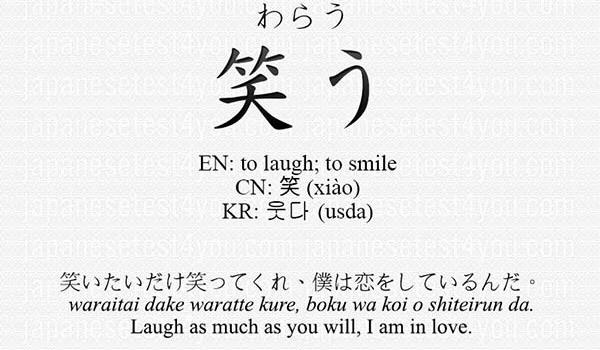 わらう
笑う
EN: to laugh; to smile
CN: 笑 (xiào)
KR: 웃다 (usda)
笑いたいだけ笑ってくれ、僕は恋をしているんだ。
waraitai dake waratte kure, boku wa koi o shiteirun da.
Laugh as much as you will, I am in love.
japanesetest4you.com